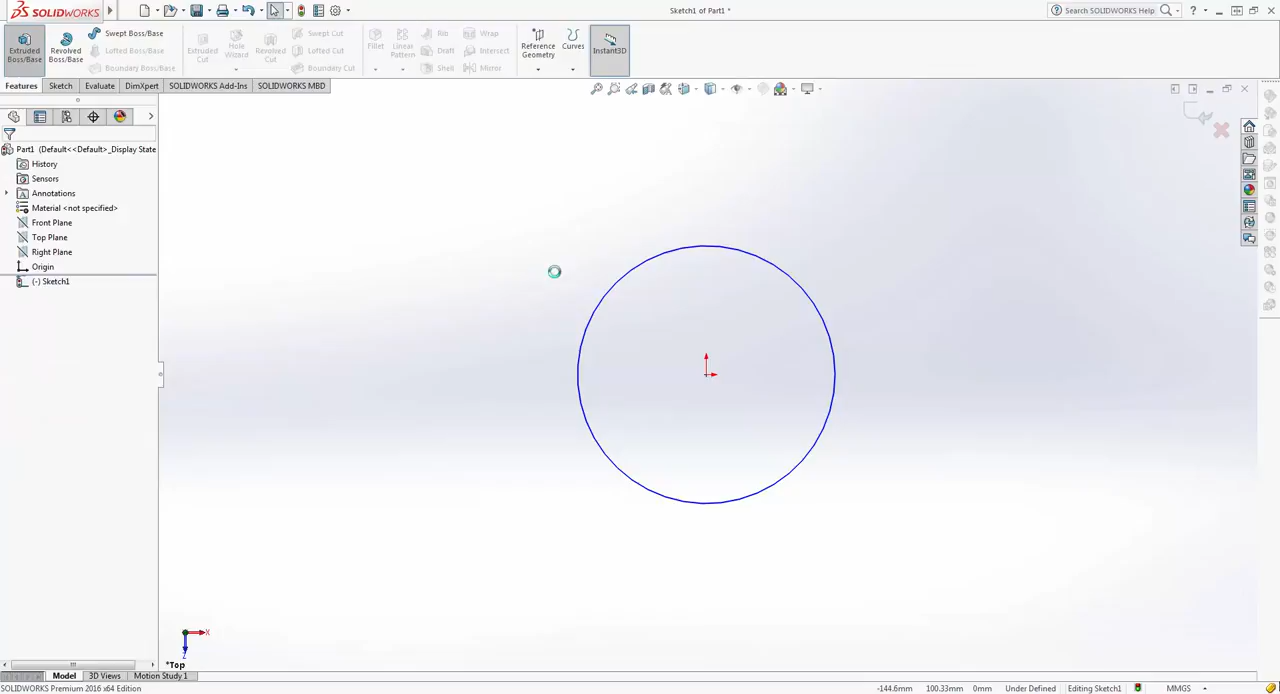 SOLIDWORKS
Sketch1 of Part1 *
Search SOLIDWORKS Help
Extruded Boss/Base
Revolved Boss/Base
Swept Boss/Base
Lofted Boss/Base
Boundary Boss/Base
Extruded Cut
Hole Wizard
Revolved Cut
Swept Cut
Lofted Cut
Boundary Cut
Fillet
Linear Pattern
Rib
Draft
Shell
Wrap
Intersect
Mirror
Reference Geometry
Curves
Instant3D
Features
Sketch
Evaluate
DimXpert
SOLIDWORKS Add-Ins
SOLIDWORKS MBD
Part1 (Default<<Default>_Display State
History
Sensors
Annotations
Material <not specified>
Front Plane
Top Plane
Right Plane
Origin
(-) Sketch1
X
Z
*Top
Model
3D Views
Motion Study 1
SOLIDWORKS Premium 2016 x64 Edition
-144.6mm
100.33mm
0mm
Under Defined
Editing Sketch1
MMGS